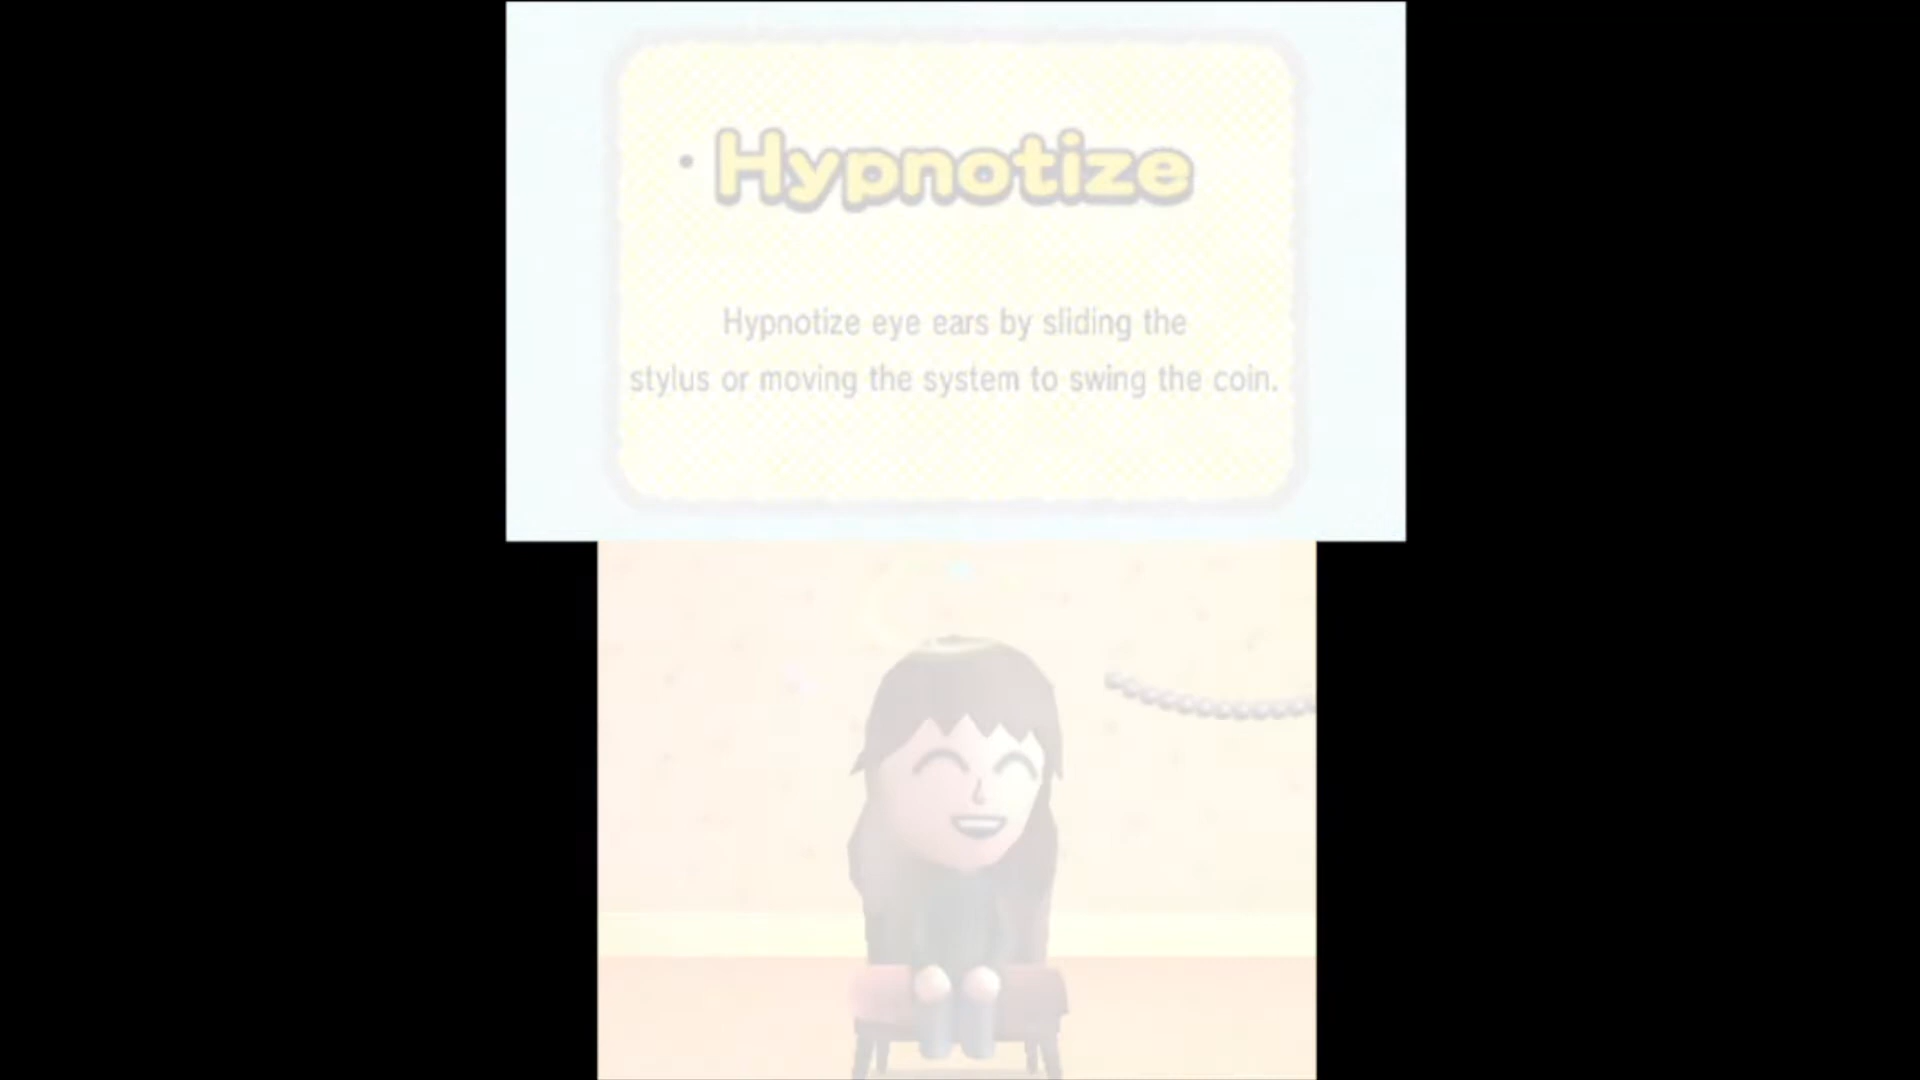 Hypnotize
Hypnotize eye ears by sliding the
stylus or moving the system to swing the coin.